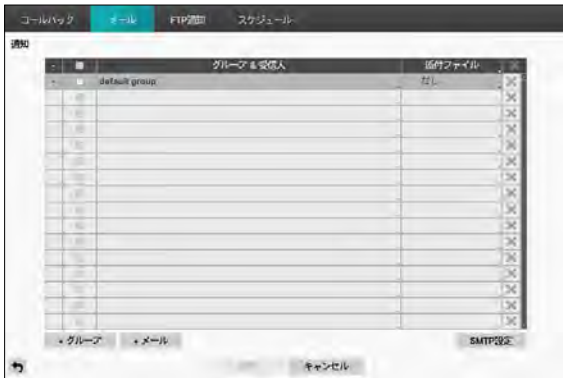 コールバック メール FTP通知 スケジュール
通知
- グループ & 受信人 添付ファイル
- default group なし
+ グループ + メール SMTP設定
キャンセル